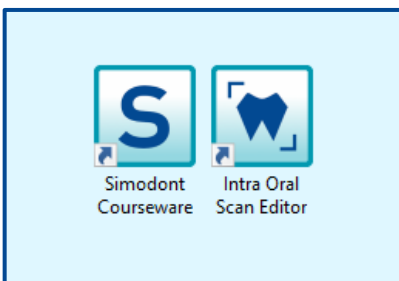 S
Simodont
Courseware
Intra Oral
Scan Editor